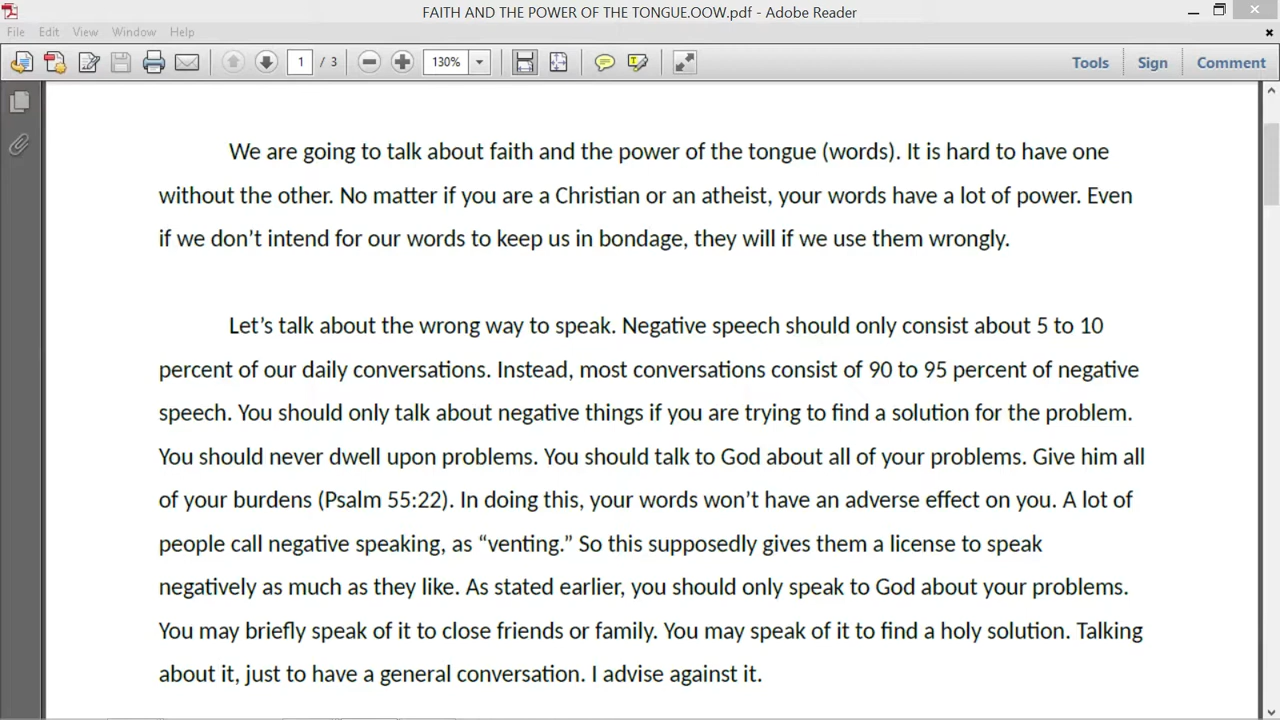 FAITH AND THE POWER OF THE TONGUE.OOW.pdf - Adobe Reader
File Edit View Window Help
1 / 3 130% Tools Sign Comment
We are going to talk about faith and the power of the tongue (words). It is hard to have one
without the other. No matter if you are a Christian or an atheist, your words have a lot of power. Even
if we don’t intend for our words to keep us in bondage, they will if we use them wrongly.
Let’s talk about the wrong way to speak. Negative speech should only consist about 5 to 10
percent of our daily conversations. Instead, most conversations consist of 90 to 95 percent of negative
speech. You should only talk about negative things if you are trying to find a solution for the problem.
You should never dwell upon problems. You should talk to God about all of your problems. Give him all
of your burdens (Psalm 55:22). In doing this, your words won’t have an adverse effect on you. A lot of
people call negative speaking, as “venting.” So this supposedly gives them a license to speak
negatively as much as they like. As stated earlier, you should only speak to God about your problems.
You may briefly speak of it to close friends or family. You may speak of it to find a holy solution. Talking
about it, just to have a general conversation. I advise against it.